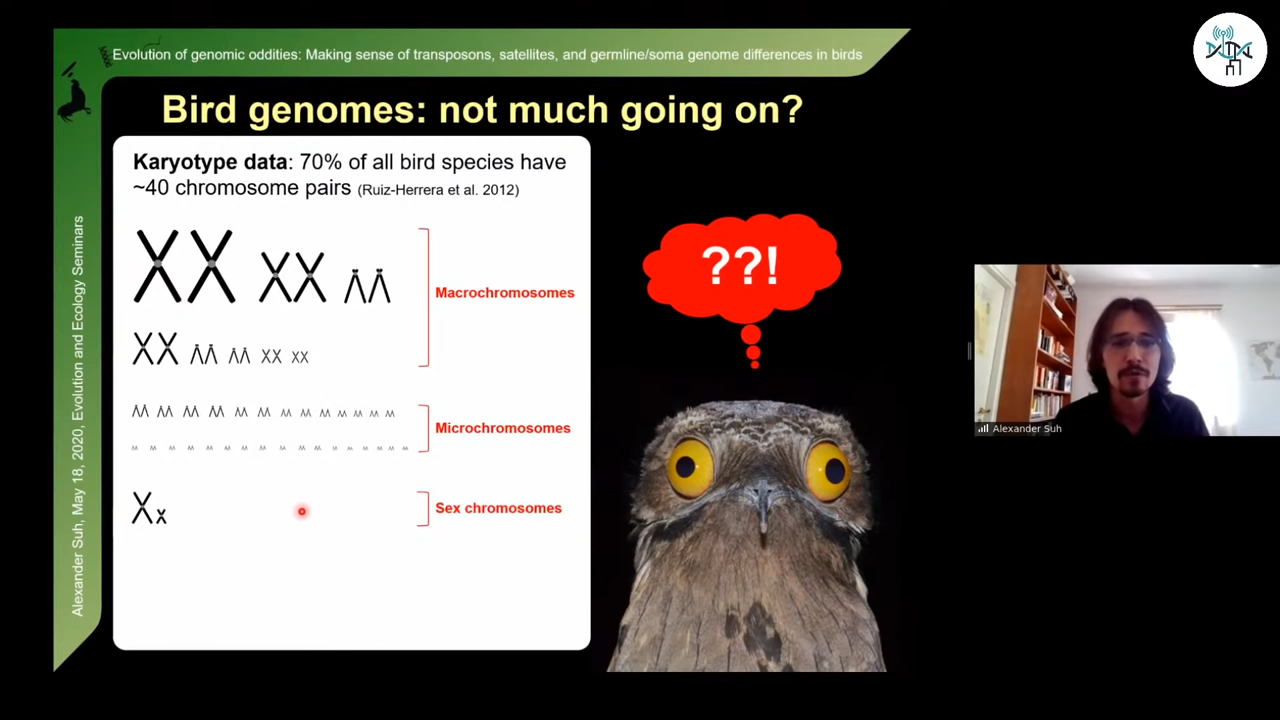 Evolution of genomic oddities: Making sense of transposons, satellites, and germline/soma genome differences in birds
Bird genomes: not much going on?
Karyotype data: 70% of all bird species have
~40 chromosome pairs (Ruiz-Herrera et al. 2012)
Macrochromosomes
Microchromosomes
Sex chromosomes
??!
Alexander Suh, May 18, 2020, Evolution and Ecology Seminars
Alexander Suh